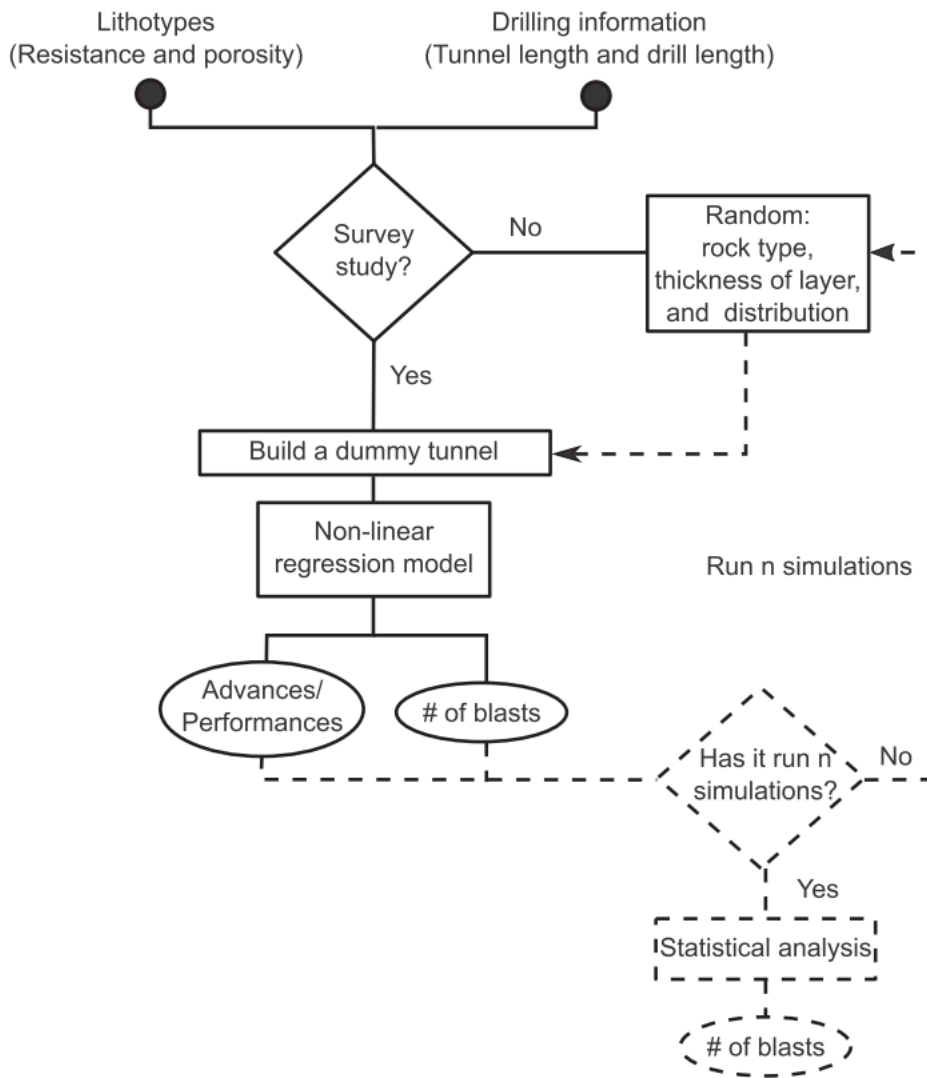 Lithotypes
(Resistance and porosity)
Drilling information
(Tunnel length and drill length)
Survey
study?
No
Random:
rock type,
thickness of layer,
and distribution
Yes
Build a dummy tunnel
Non-linear
regression model
Run n simulations
Advances/
Performances
# of blasts
Has it run n
simulations?
No
Yes
Statistical analysis
# of blasts